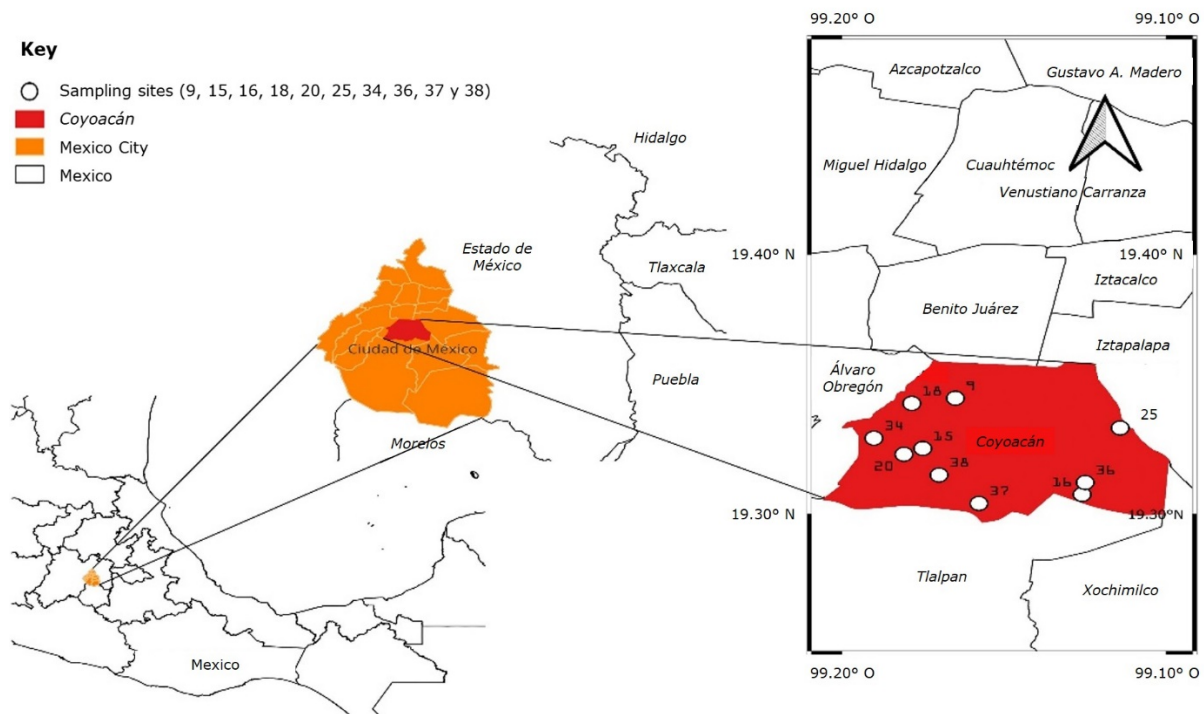 Key
Sampling sites (9, 15, 16, 18, 20, 25, 34, 36, 37 y 38)
Coyoacán
Mexico City
Mexico
Hidalgo
Estado de
México
Tlaxcala
Ciudad de México
Puebla
Morelos
Mexico
99.20° O
99.10° O
Azcapotzalco
Gustavo A. Madero
Miguel Hidalgo
Cuauhtémoc
Venustiano Carranza
19.40° N
19.40° N
Iztacalco
Benito Juárez
Iztapalapa
Álvaro
Obregón
18
9
25
34
15
Coyoacán
20
38
36
16
37
19.30° N
19.30° N
Tlalpan
Xochimilco
99.20° O
99.10° O